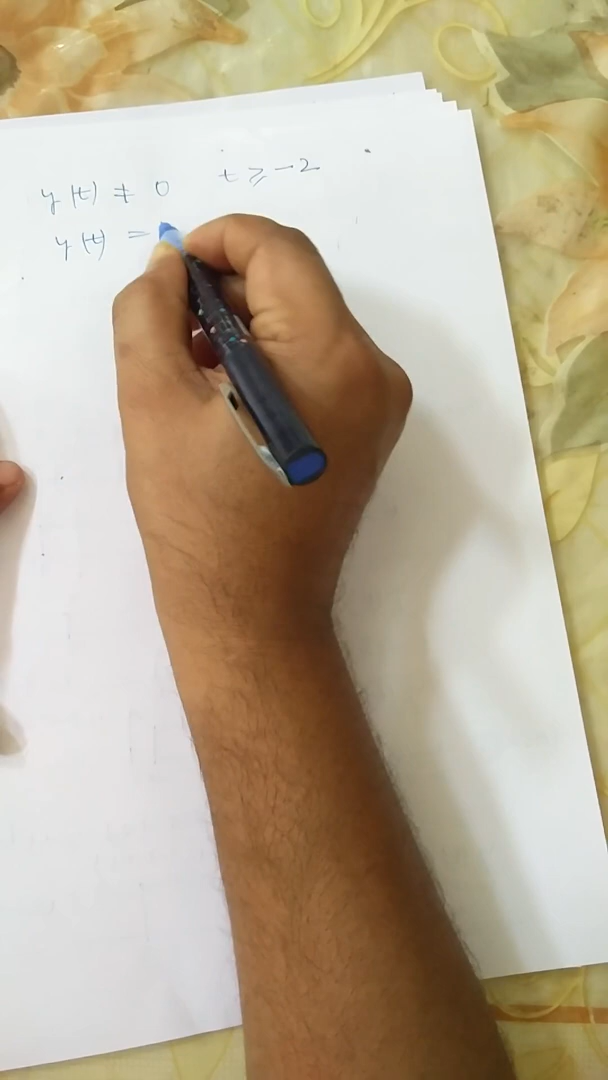 y(t) ≠ 0 t ≥ -2
y(t) =